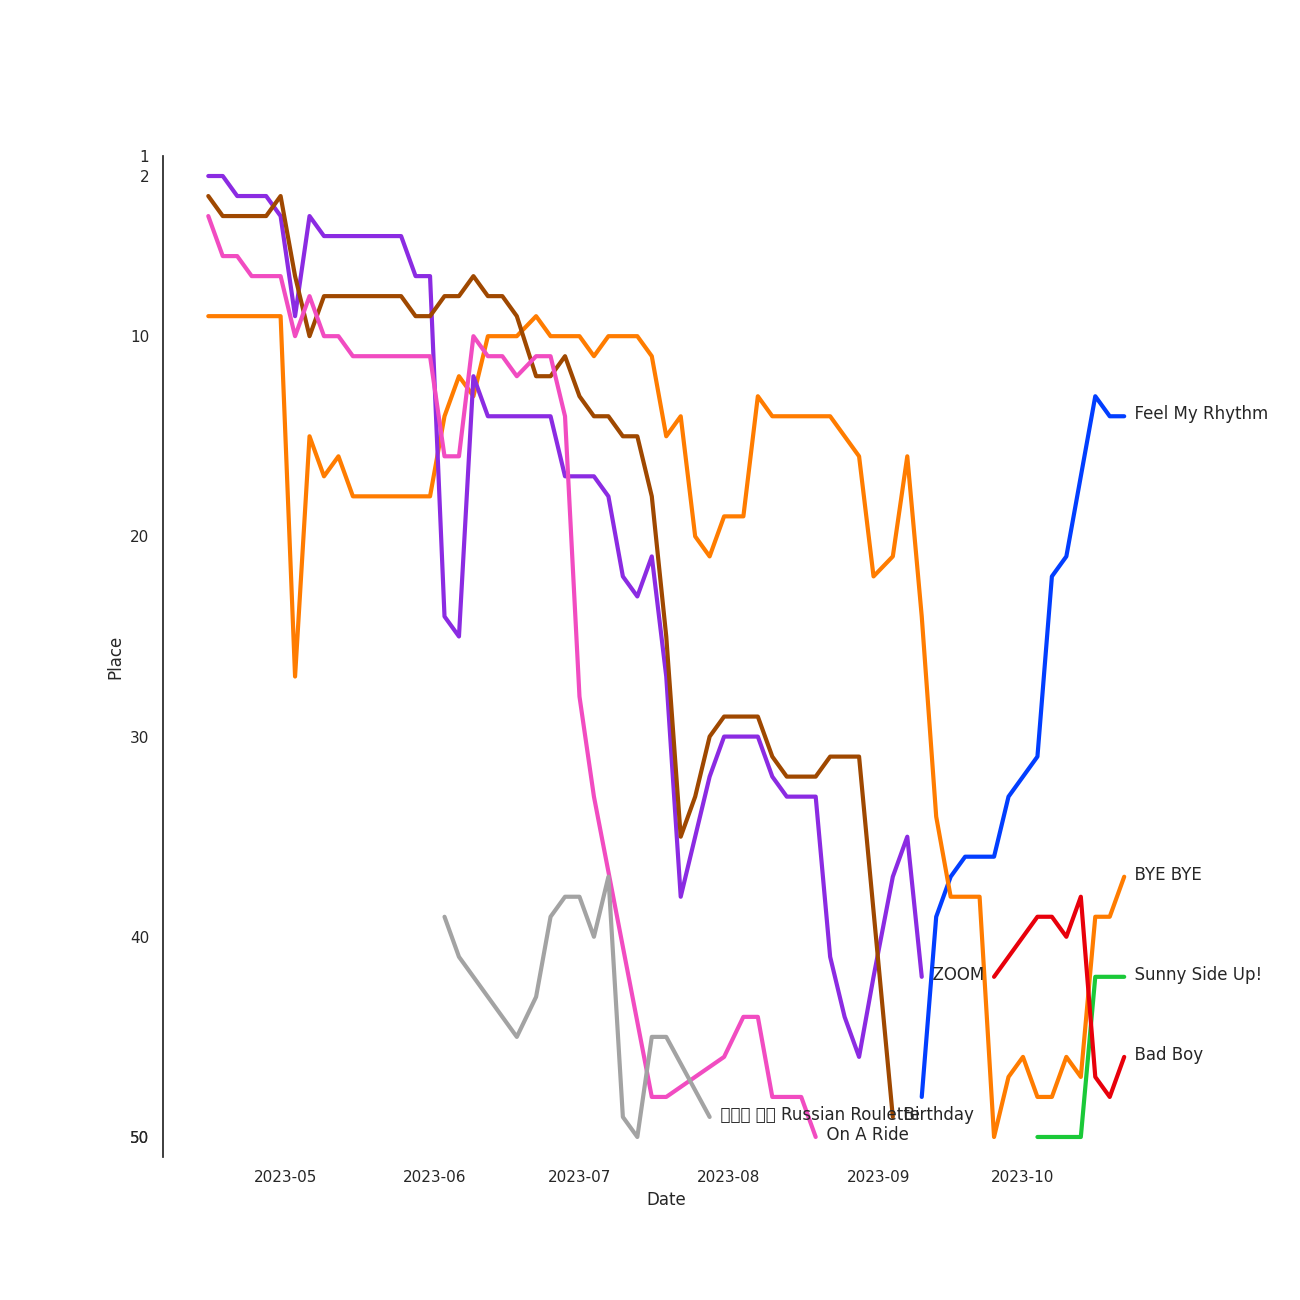 1
2
10
20
30
40
50
Place
2023-05
2023-06
2023-07
2023-08
2023-09
2023-10
Date
Feel My Rhythm
BYE BYE
ZOOM
Sunny Side Up!
Bad Boy
Russian Roulette
Birthday
On A Ride